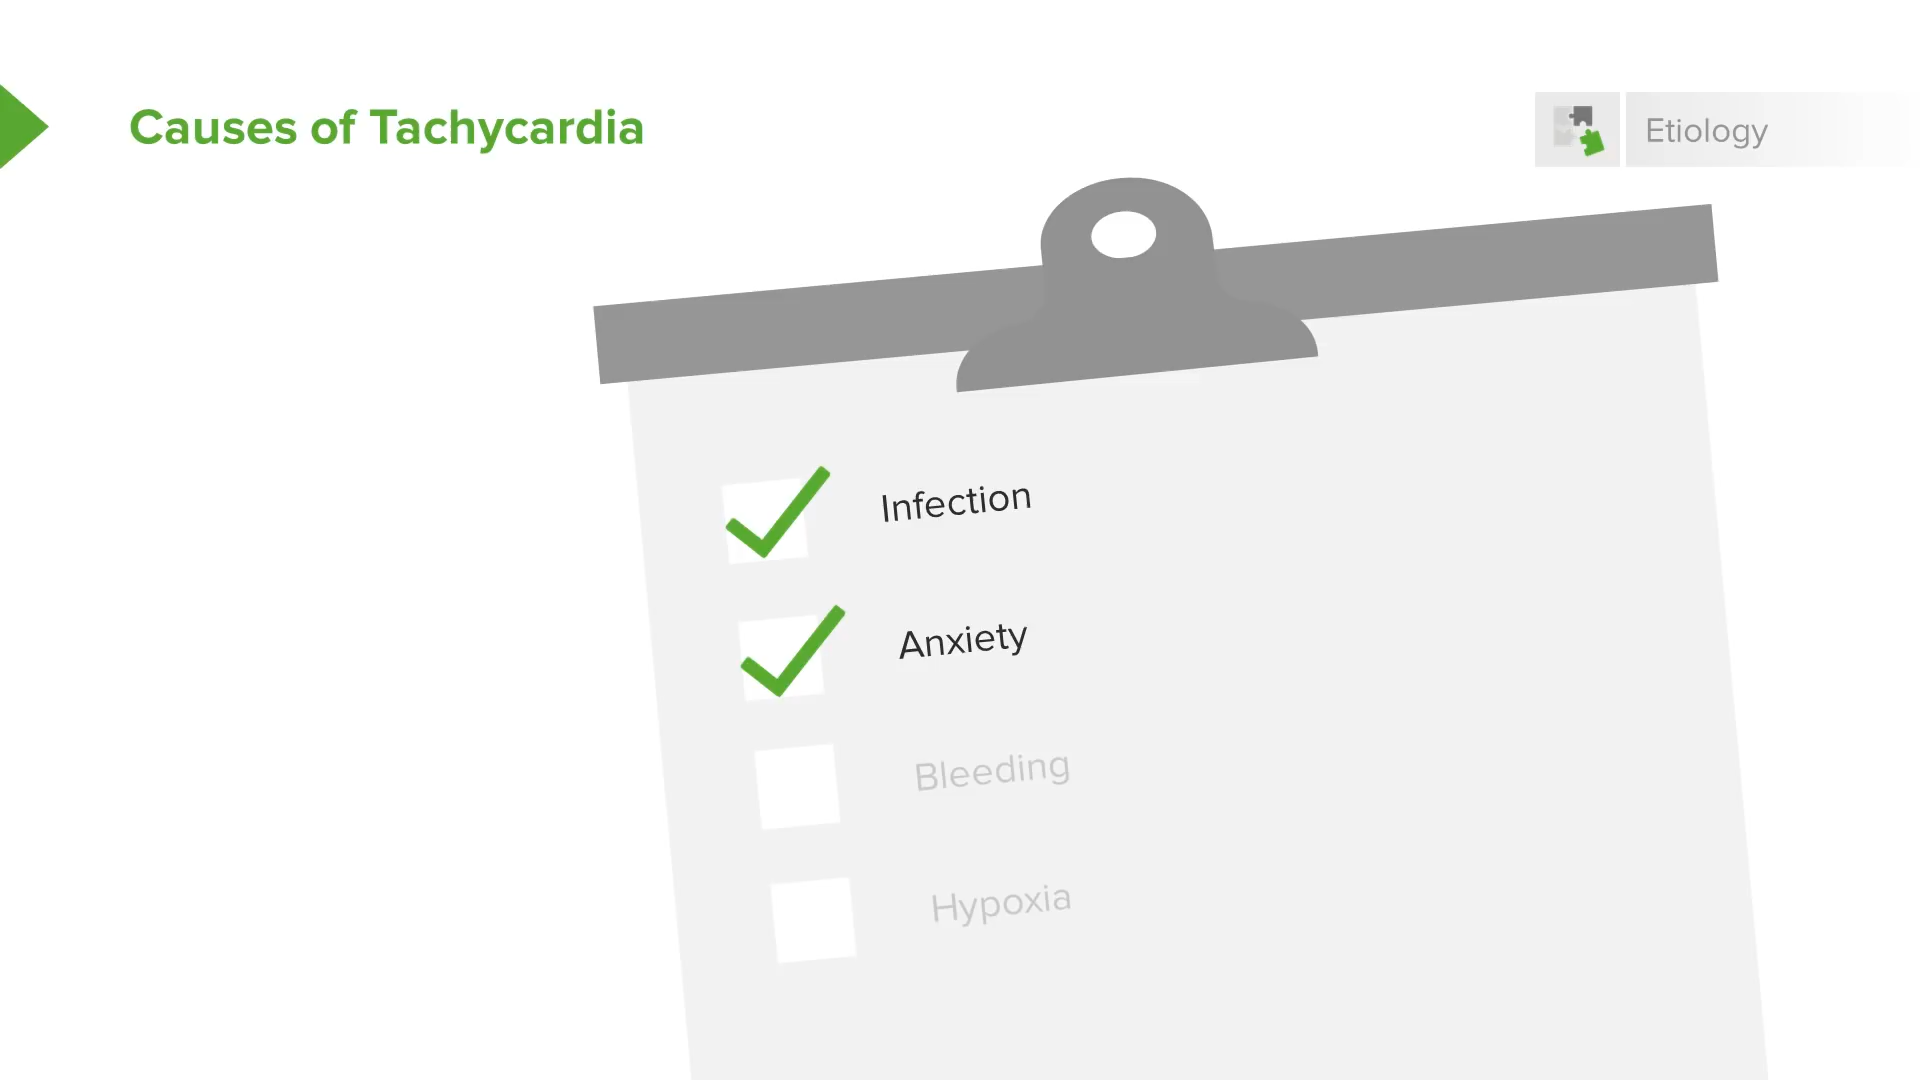 Causes of Tachycardia
Etiology
Infection
Anxiety
Bleeding
Hypoxia